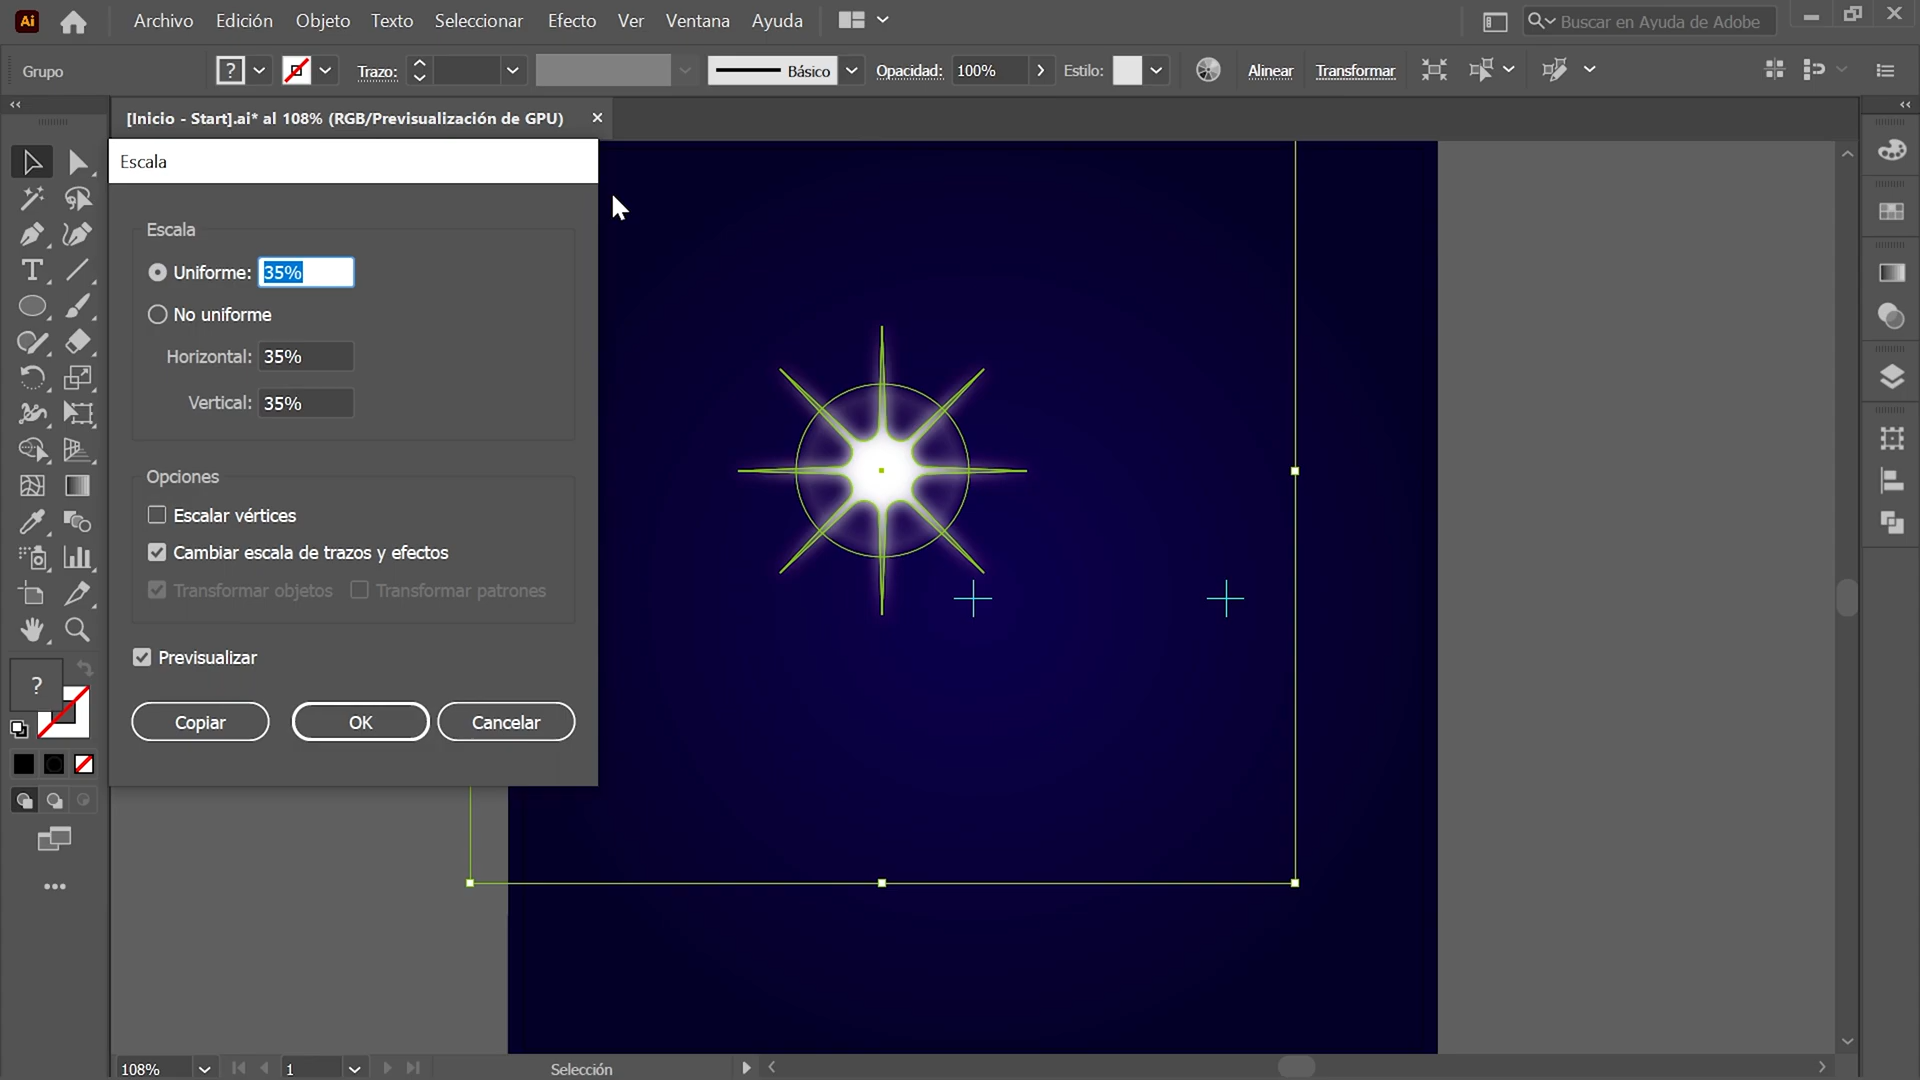 Ai
Archivo Edición Objeto Texto Seleccionar Efecto Ver Ventana Ayuda
Buscar en Ayuda de Adobe
Grupo
?
Trazo:
Básico
Opacidad: 100%
Estilo:
Alinear
Transformar
[Inicio - Start].ai* al 108% (RGB/Previsualización de GPU)
Escala
Escala
Uniforme: 35%
No uniforme
Horizontal: 35%
Vertical: 35%
Opciones
Escalar vértices
Cambiar escala de trazos y efectos
Transformar objetos Transformar patrones
Previsualizar
Copiar OK Cancelar
T
?
108% 1 Selección